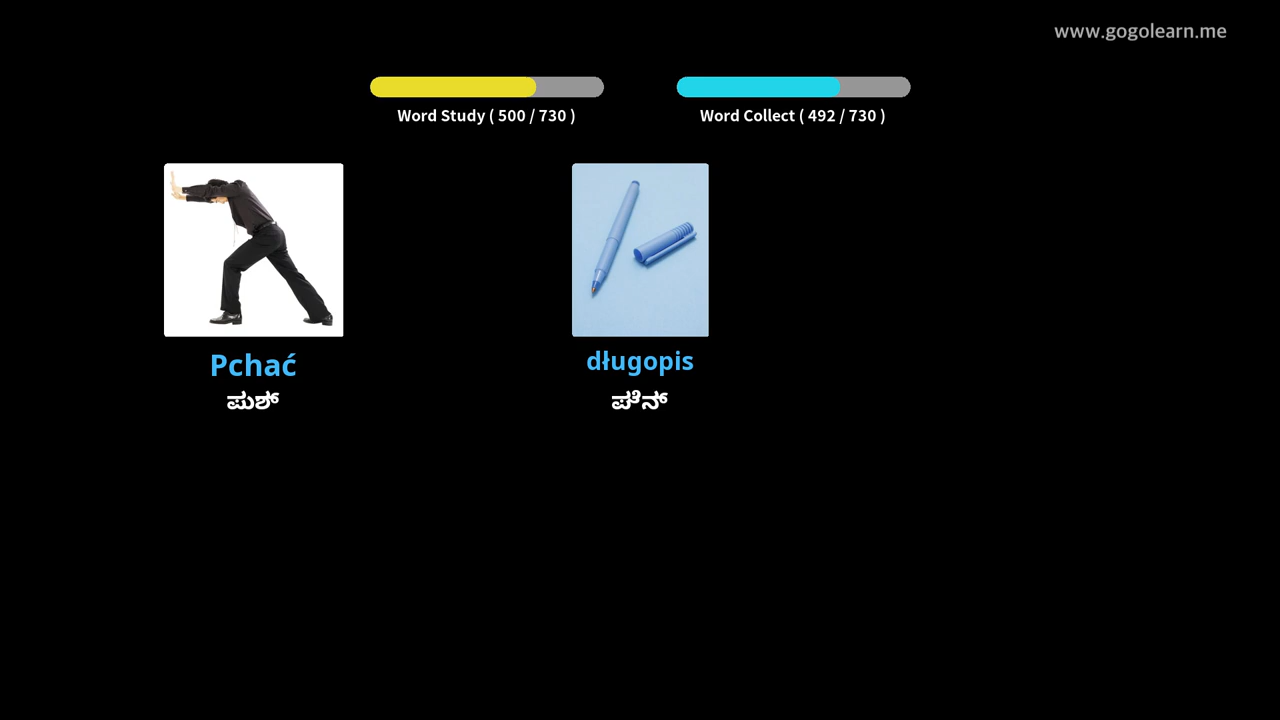 www.gogolearn.me
Word Study ( 500 / 730 )
Word Collect ( 492 / 730 )
Pchać
ಪುಶ್
długopis
ಪೆನ್